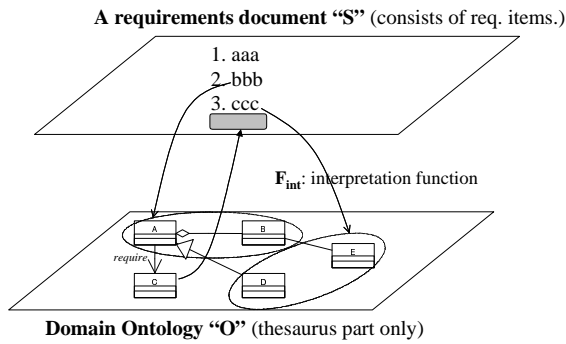 A requirements document “S” (consists of req. items.)
1. aaa
2. bbb
3. ccc
Fint: interpretation function
A
B
E
require
C
D
Domain Ontology “O” (thesaurus part only)